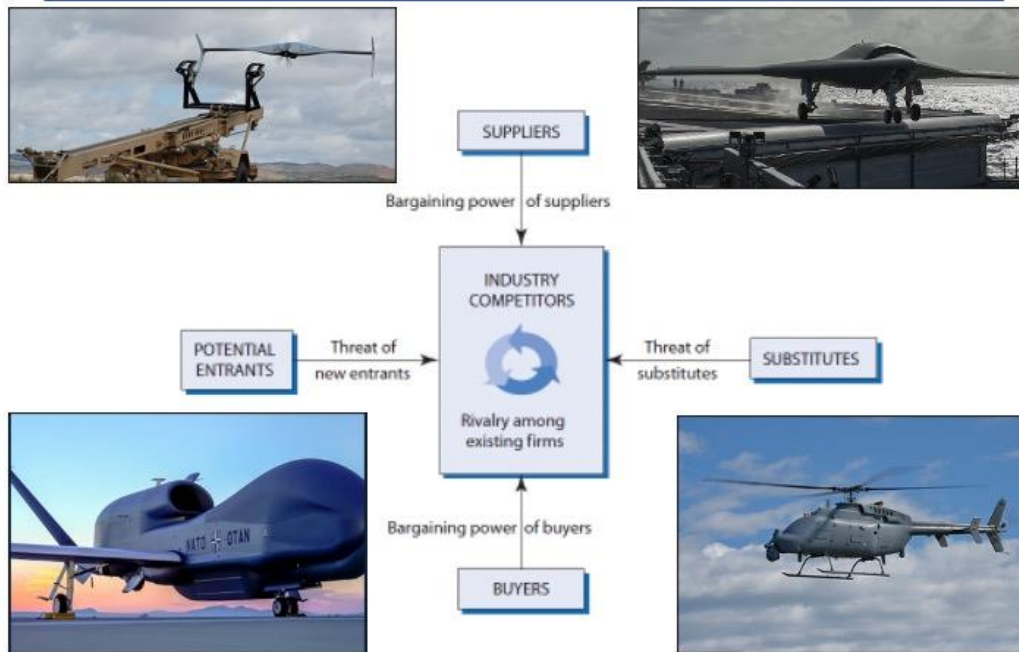 SUPPLIERS
Bargaining power of suppliers
INDUSTRY
COMPETITORS
POTENTIAL
ENTRANTS
Threat of
new entrants
Threat of
substitutes
SUBSTITUTES
Rivalry among
existing firms
NATO OTAN
Bargaining power of buyers
BUYERS